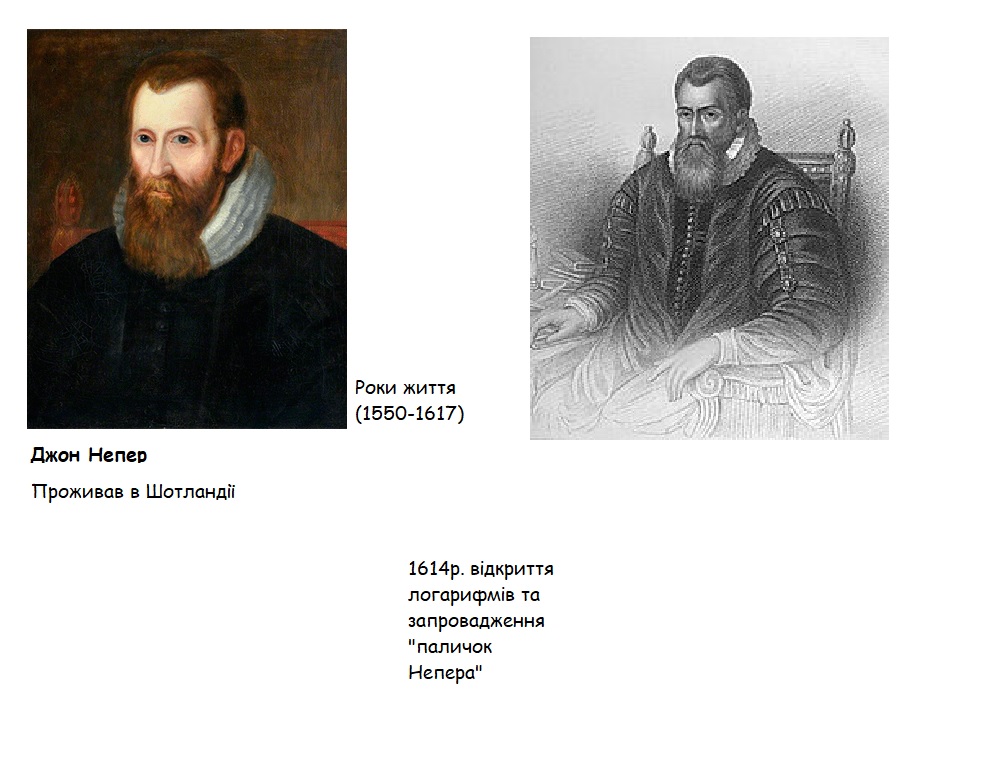 Роки життя
(1550-1617)
Джон Непер
Проживав в Шотландії
1614р. відкриття
логарифмів та
запровадження
"паличок
Непера"